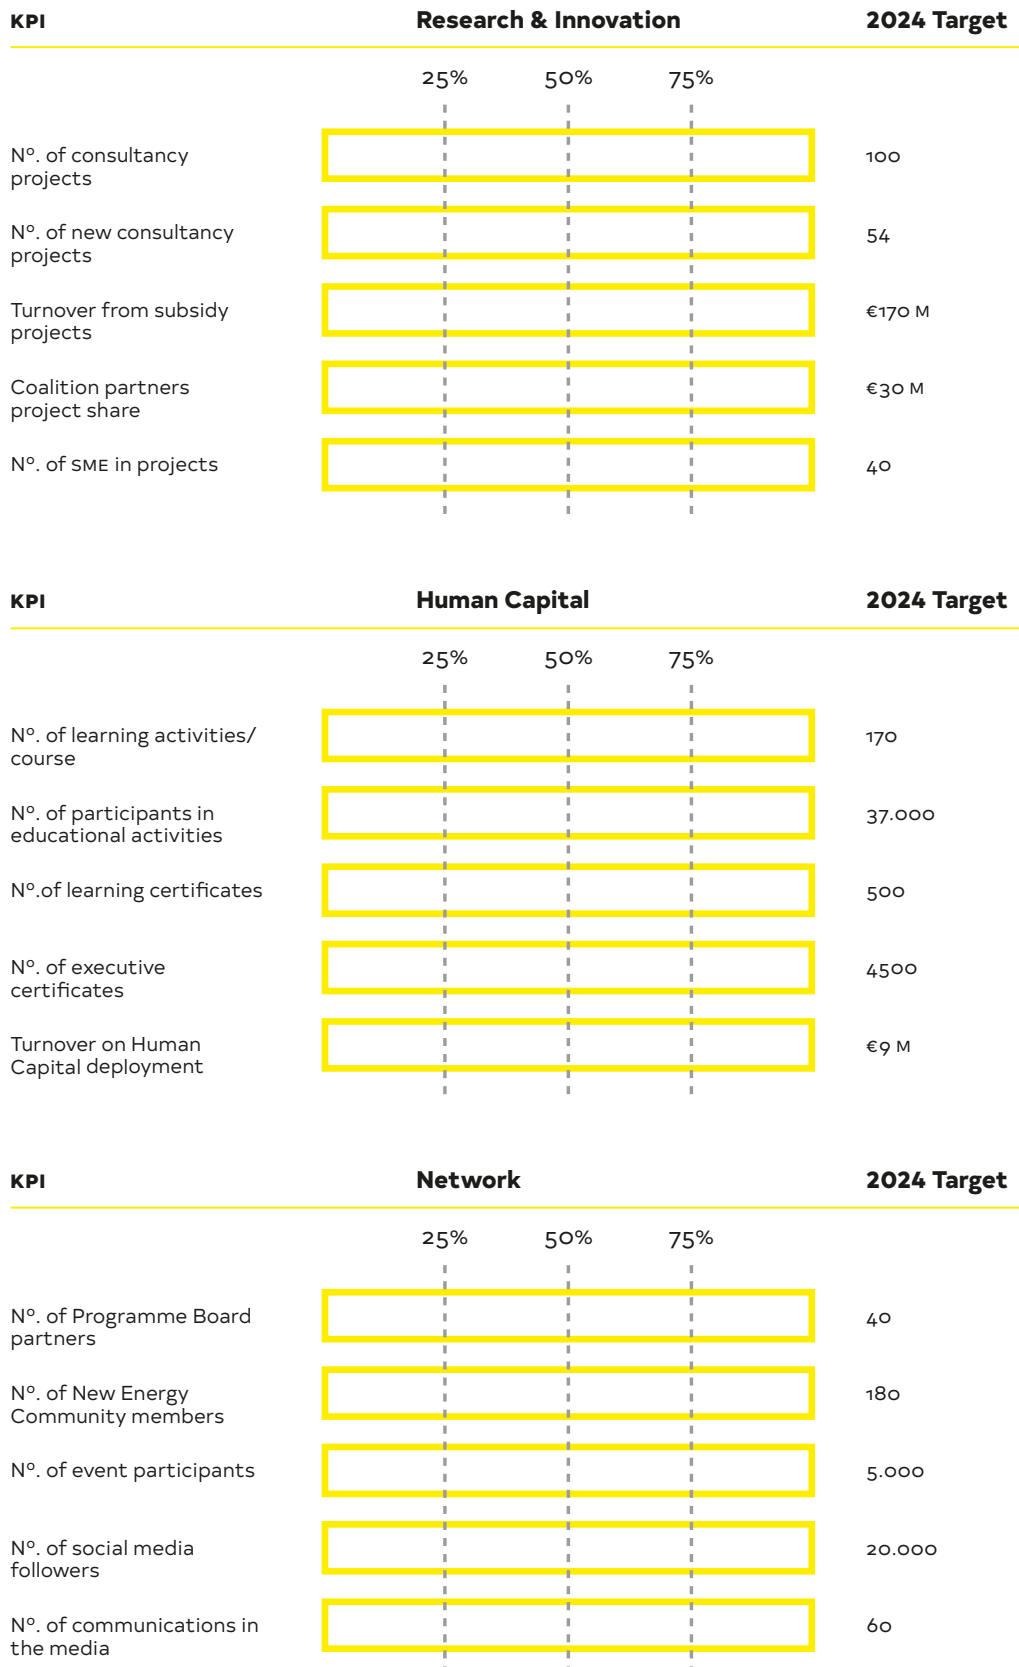 KPI Research & Innovation 2024 Target
25% 50% 75%
Nº. of consultancy
projects
100
Nº. of new consultancy
projects
54
Turnover from subsidy
projects
€170 M
Coalition partners
project share
€30 M
Nº. of SME in projects
40
KPI Human Capital 2024 Target
25% 50% 75%
Nº. of learning activities/
course
170
Nº. of participants in
educational activities
37.000
Nº.of learning certificates
500
Nº. of executive
certificates
4500
Turnover on Human
Capital deployment
€9 M
KPI Network 2024 Target
25% 50% 75%
Nº. of Programme Board
partners
40
Nº. of New Energy
Community members
180
Nº. of event participants
5.000
Nº. of social media
followers
20.000
Nº. of communications in
the media
60